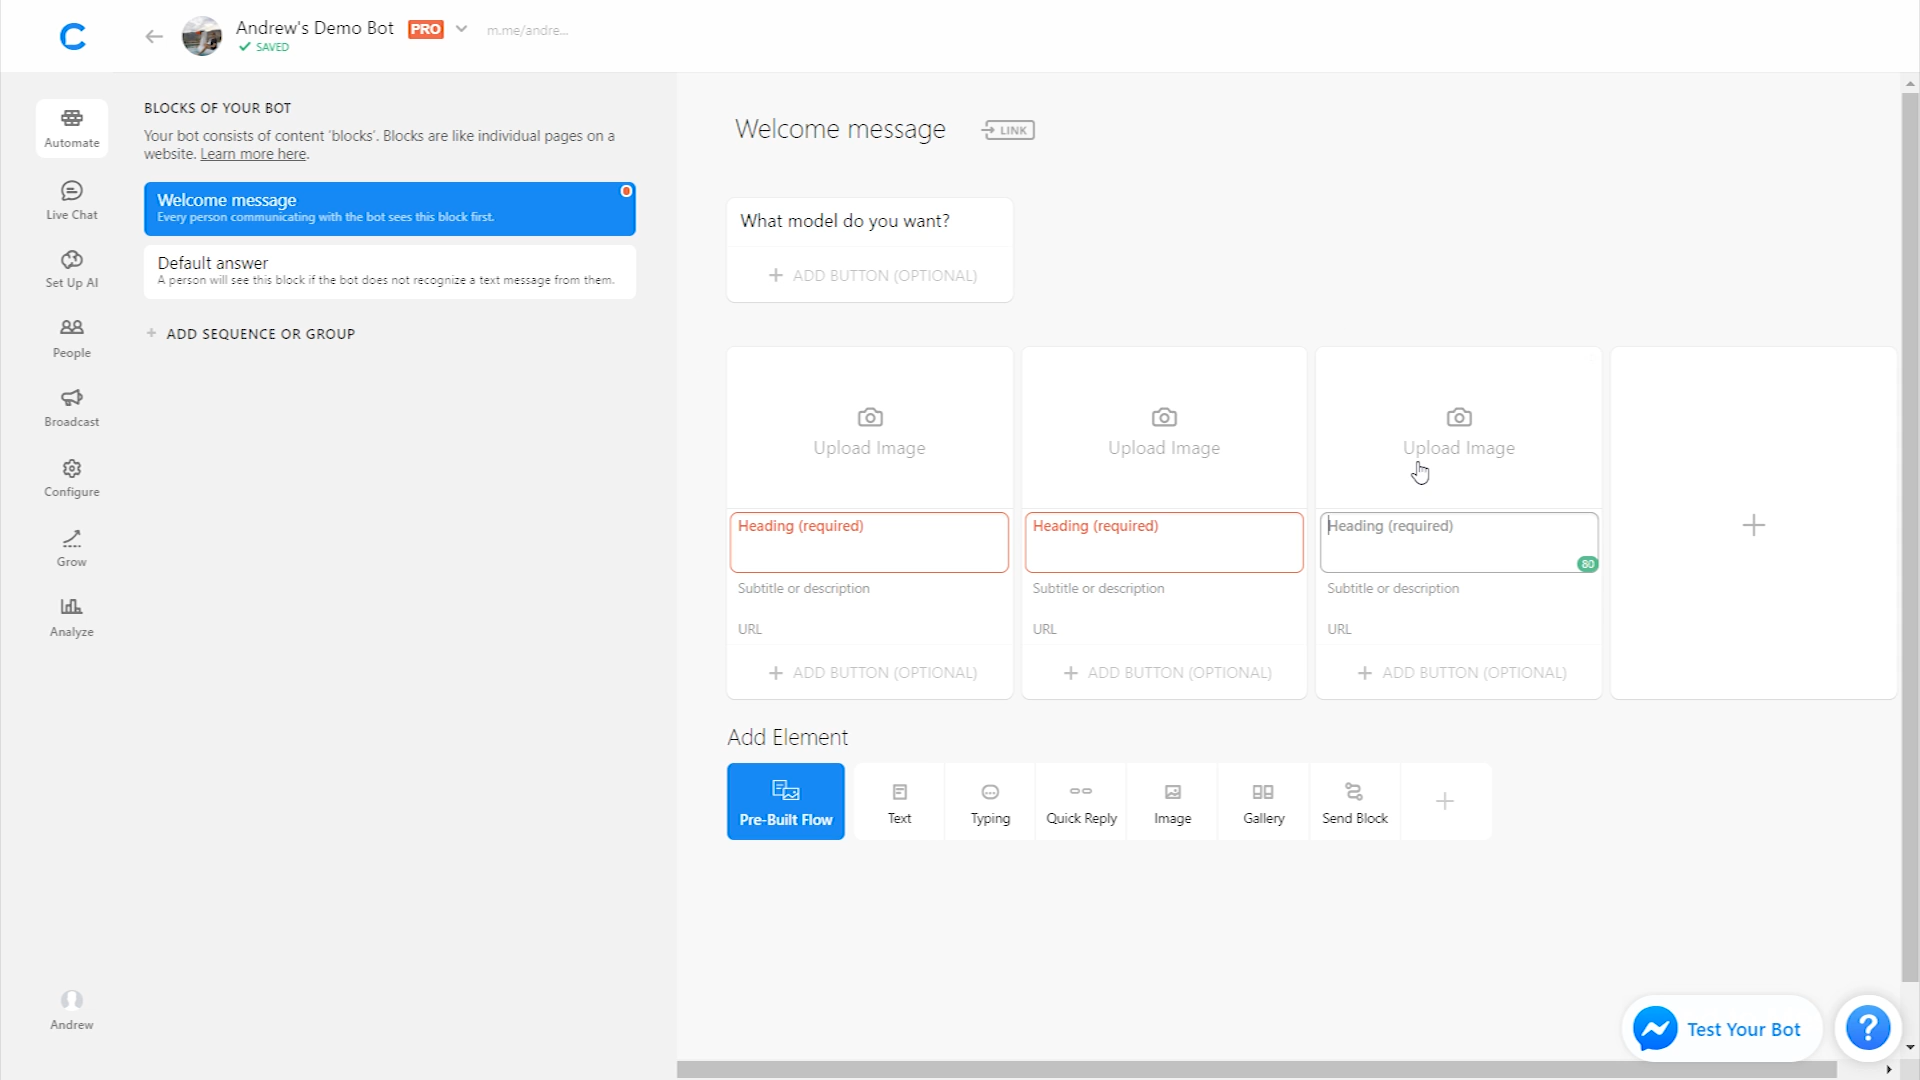 Andrew's Demo Bot PRO m.me/andre...
SAVED
Automate
Live Chat
Set Up AI
People
Broadcast
Configure
Grow
Analyze
Andrew
BLOCKS OF YOUR BOT
Your bot consists of content 'blocks'. Blocks are like individual pages on a
website. Learn more here.
Welcome message
Every person communicating with the bot sees this block first.
Default answer
A person will see this block if the bot does not recognize a text message from them.
+ ADD SEQUENCE OR GROUP
Welcome message LINK
What model do you want?
+ ADD BUTTON (OPTIONAL)
Upload Image Upload Image Upload Image
Heading (required) Heading (required) Heading (required)
80
Subtitle or description Subtitle or description Subtitle or description
URL URL URL
+ ADD BUTTON (OPTIONAL) + ADD BUTTON (OPTIONAL) + ADD BUTTON (OPTIONAL)
Add Element
Pre-Built Flow Text Typing Quick Reply Image Gallery Send Block
Test Your Bot ?